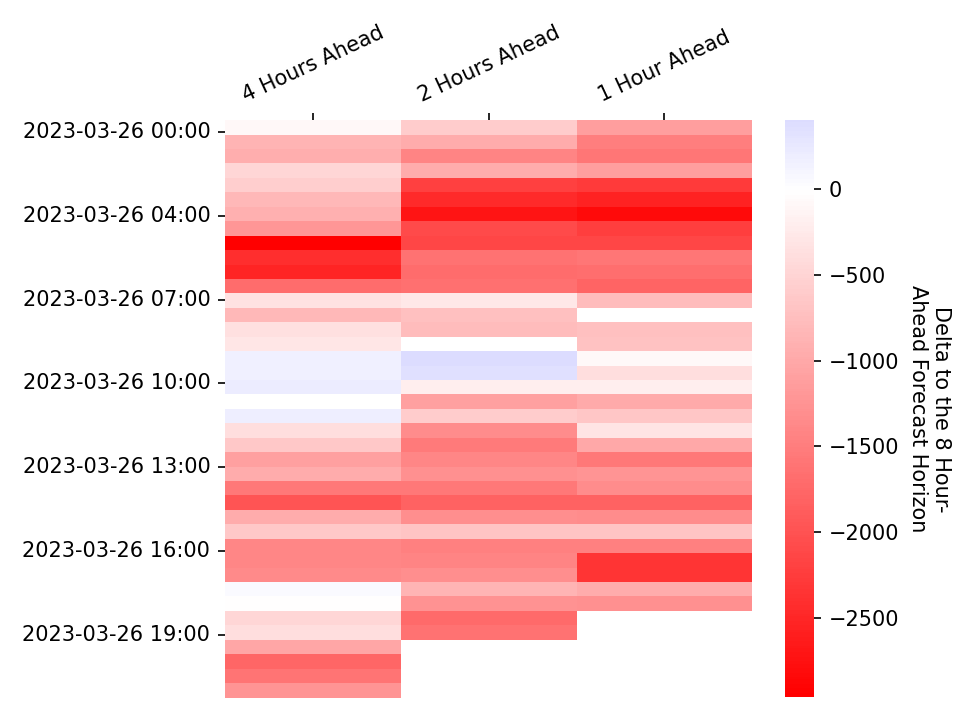 4 Hours Ahead
2 Hours Ahead
1 Hour Ahead
2023-03-26 00:00
2023-03-26 04:00
2023-03-26 07:00
2023-03-26 10:00
2023-03-26 13:00
2023-03-26 16:00
2023-03-26 19:00
0
−500
−1000
−1500
−2000
−2500
Delta to the 8 Hour-
Ahead Forecast Horizon